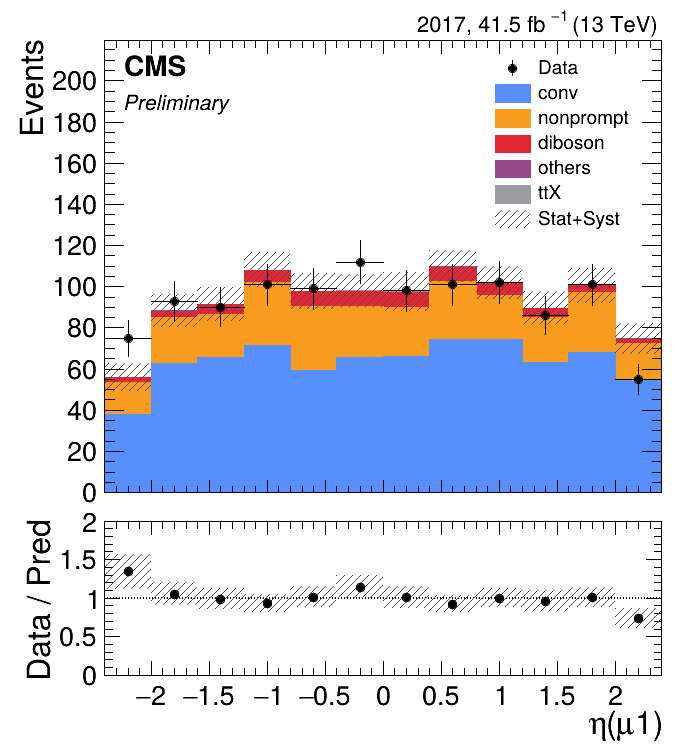 2017, 41.5 fb⁻¹ (13 TeV)
CMS
Preliminary
Events
Data
conv
nonprompt
diboson
others
ttX
Stat+Syst
200
180
160
140
120
100
80
60
40
20
0
Data / Pred
2
1.5
1
0.5
0
−2 −1.5 −1 −0.5 0 0.5 1 1.5 2
η(μ1)